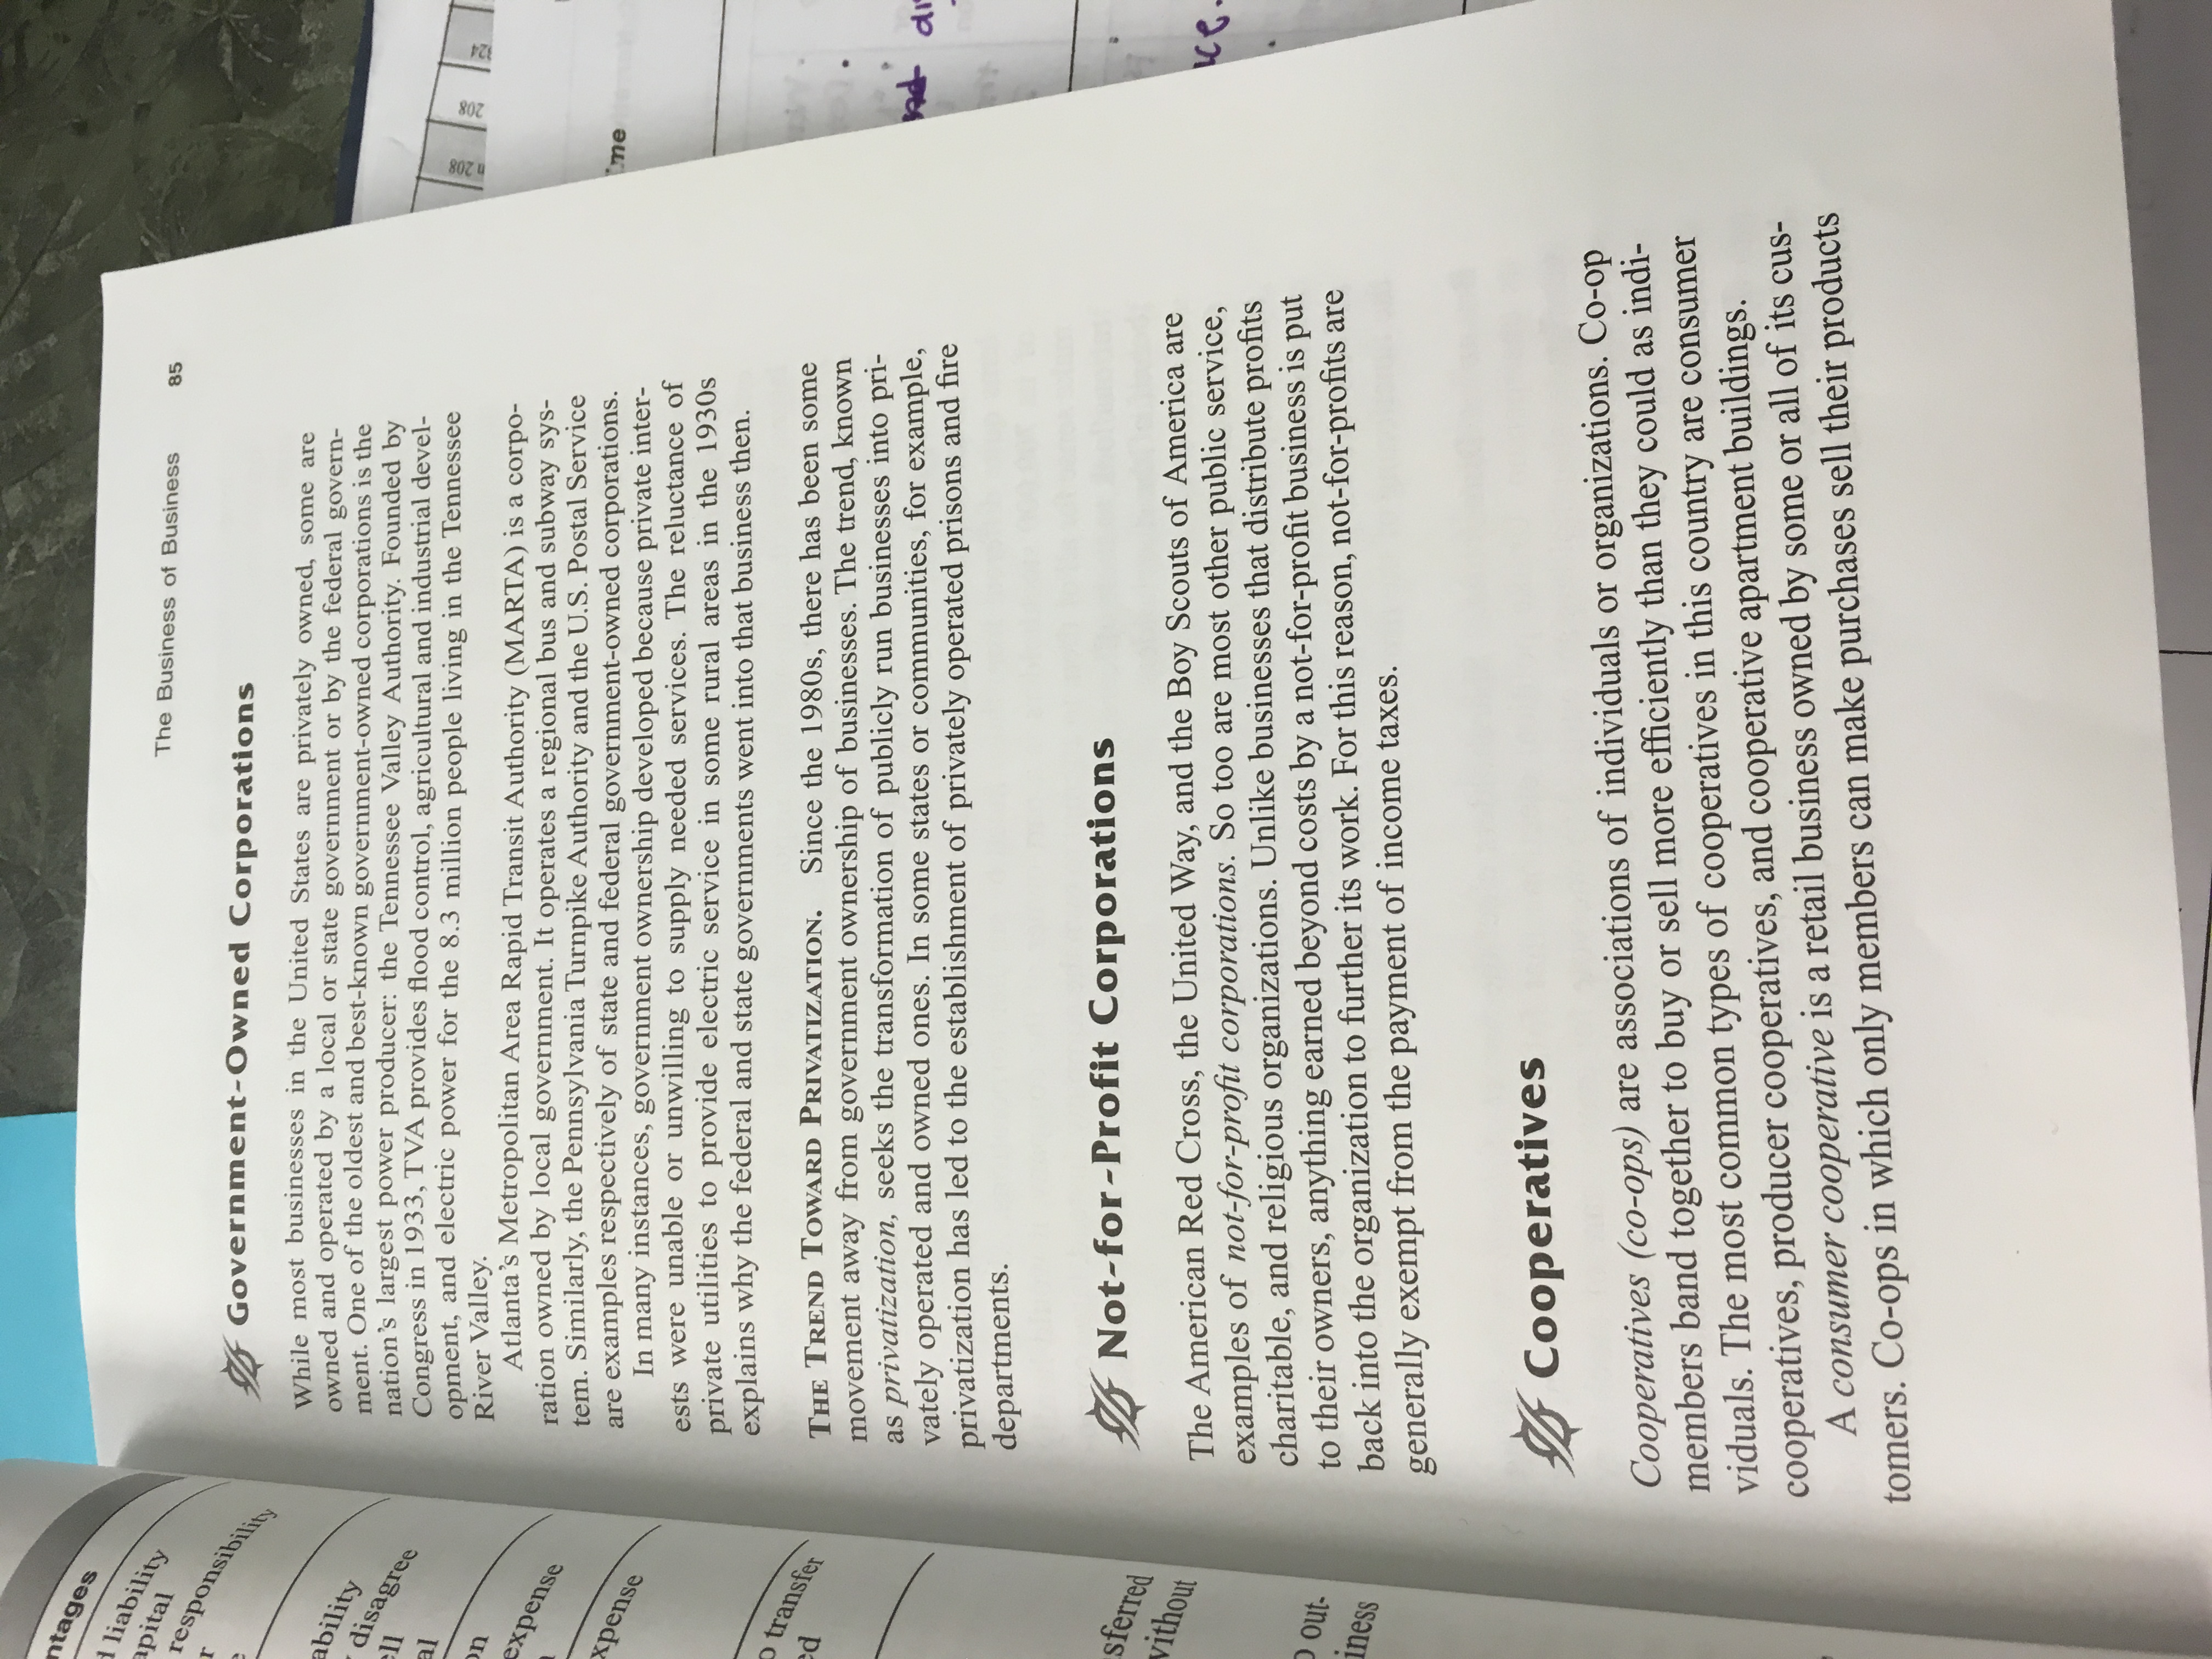 ntages
d liability
apital
responsibility
r
e
ability
disagree
ell
al
on
expense
n
xpense
o transfer
ed
sferred
without
o out-
iness
The Business of Business 85
Government-Owned Corporations
While most businesses in the United States are privately owned, some are
owned and operated by a local or state government or by the federal govern-
ment. One of the oldest and best-known government-owned corporations is the
nation's largest power producer: the Tennessee Valley Authority. Founded by
Congress in 1933, TVA provides flood control, agricultural and industrial devel-
opment, and electric power for the 8.3 million people living in the Tennessee
River Valley.
Atlanta's Metropolitan Area Rapid Transit Authority (MARTA) is a corpo-
ration owned by local government. It operates a regional bus and subway sys-
tem. Similarly, the Pennsylvania Turnpike Authority and the U.S. Postal Service
are examples respectively of state and federal government-owned corporations.
In many instances, government ownership developed because private inter-
ests were unable or unwilling to supply needed services. The reluctance of
private utilities to provide electric service in some rural areas in the 1930s
explains why the federal and state governments went into that business then.
THE TREND TOWARD PRIVATIZATION. Since the 1980s, there has been some
movement away from government ownership of businesses. The trend, known
as privatization, seeks the transformation of publicly run businesses into pri-
vately operated and owned ones. In some states or communities, for example,
privatization has led to the establishment of privately operated prisons and fire
departments.
Not-for-Profit Corporations
The American Red Cross, the United Way, and the Boy Scouts of America are
examples of not-for-profit corporations. So too are most other public service,
charitable, and religious organizations. Unlike businesses that distribute profits
to their owners, anything earned beyond costs by a not-for-profit business is put
back into the organization to further its work. For this reason, not-for-profits are
generally exempt from the payment of income taxes.
Cooperatives
Cooperatives (co-ops) are associations of individuals or organizations. Co-op
members band together to buy or sell more efficiently than they could as indi-
viduals. The most common types of cooperatives in this country are consumer
cooperatives, producer cooperatives, and cooperative apartment buildings.
A consumer cooperative is a retail business owned by some or all of its cus-
tomers. Co-ops in which only members can make purchases sell their products
208
208
324
me
di
ce.